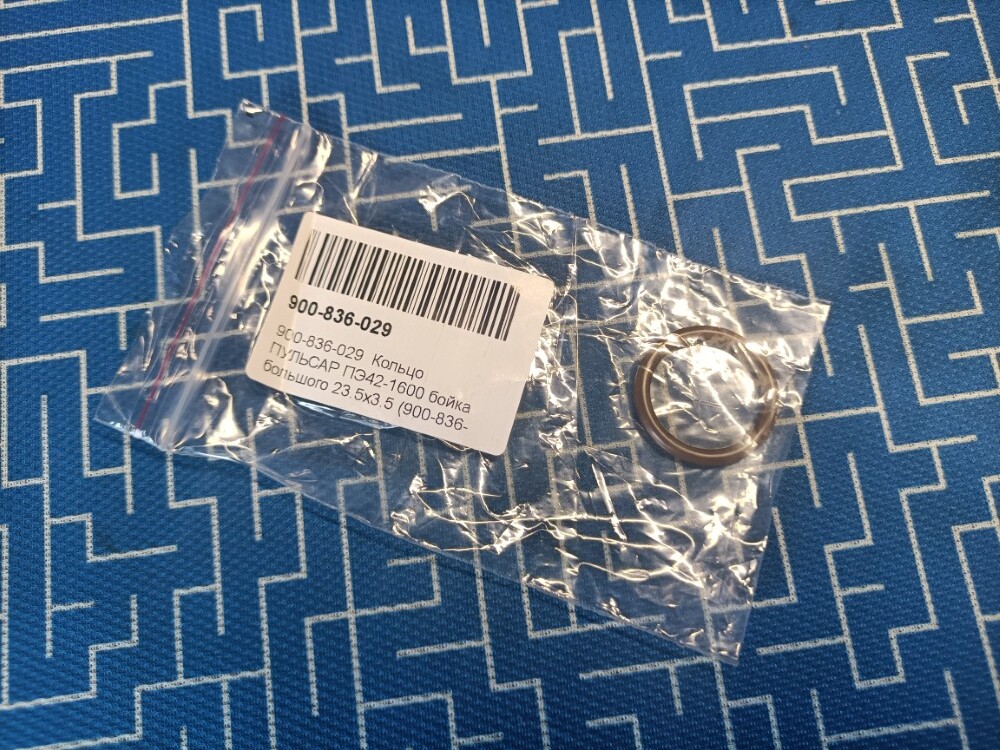 900-836-029
900-836-029 Кольцо
ПУЛЬСАР ПЭ42-1600 бойка
большого 23.5x3.5 (900-836-